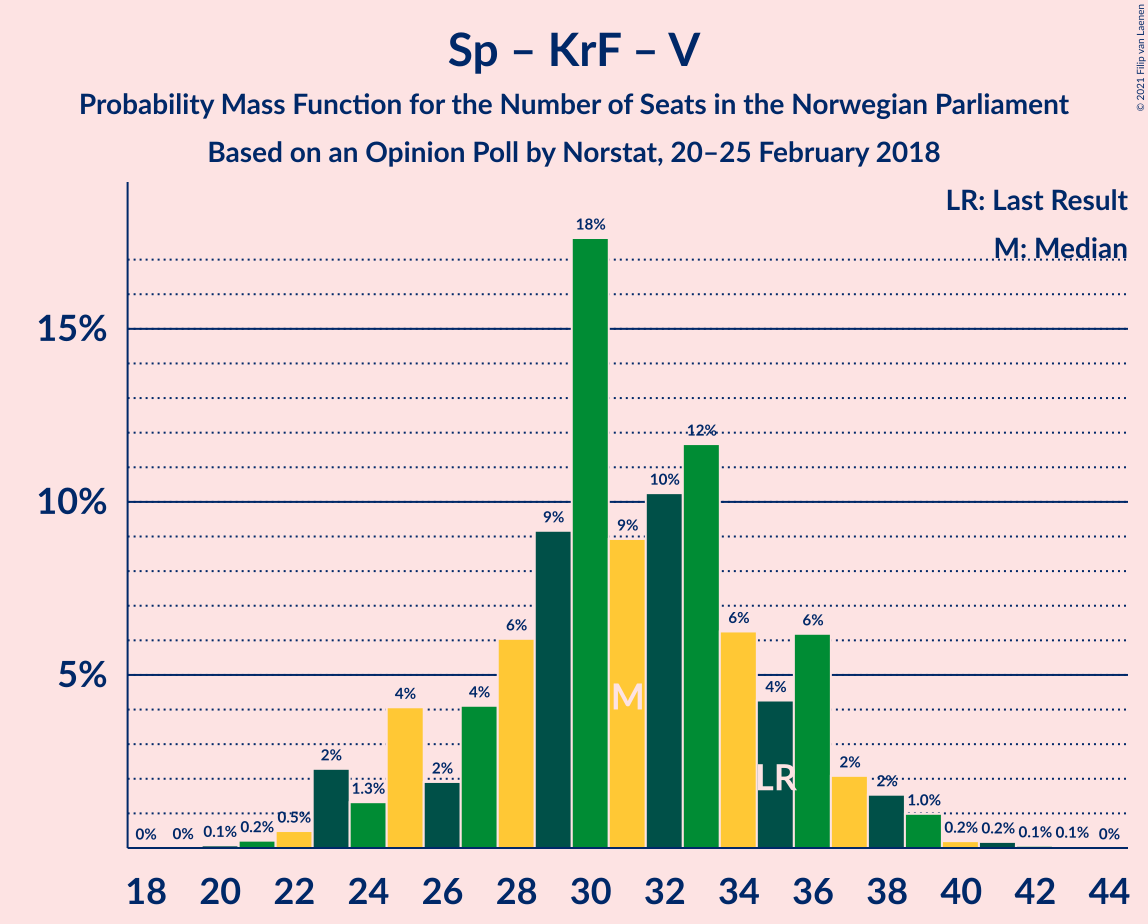 Sp – KrF – V
Probability Mass Function for the Number of Seats in the Norwegian Parliament
Based on an Opinion Poll by Norstat, 20–25 February 2018
© 2021 Filip van Laenen
LR: Last Result
M: Median
15%
10%
5%
0% 0% 0.1% 0.2% 0.5% 2% 1.3% 4% 2% 4% 6% 9% 18% 9% 10% 12% 6% 4% 6% 2% 2% 1.0% 0.2% 0.2% 0.1% 0.1% 0%
M
LR
18 20 22 24 26 28 30 32 34 36 38 40 42 44